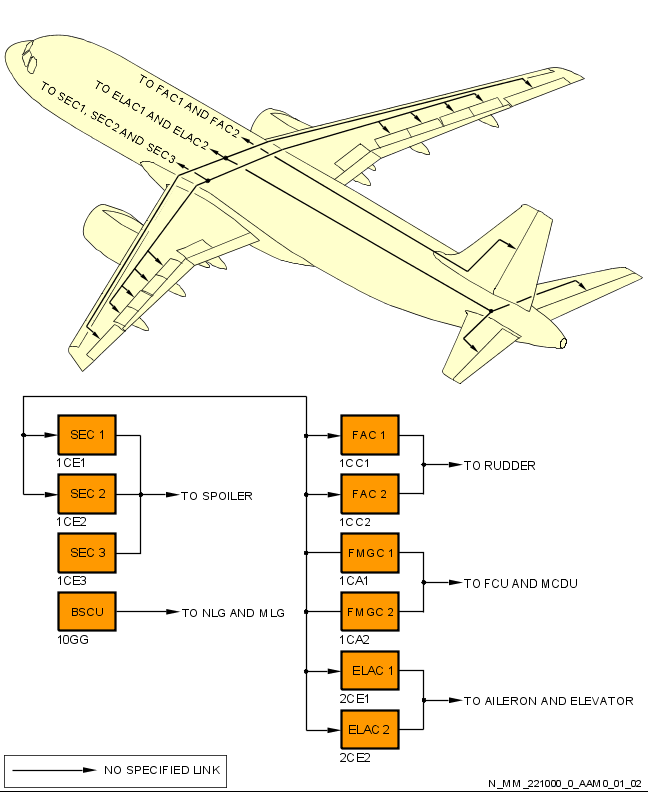 TO FAC1 AND FAC2
TO ELAC1 AND ELAC2
TO SEC1, SEC2 AND SEC3
SEC 1
1CE1
SEC 2
1CE2
TO SPOILER
SEC 3
1CE3
BSCU
10GG
TO NLG AND MLG
FAC 1
1CC1
TO RUDDER
FAC 2
1CC2
FMGC 1
1CA1
TO FCU AND MCDU
FMGC 2
1CA2
ELAC 1
2CE1
TO AILERON AND ELEVATOR
ELAC 2
2CE2
NO SPECIFIED LINK
N_MM_221000_0_AAM0_01_02